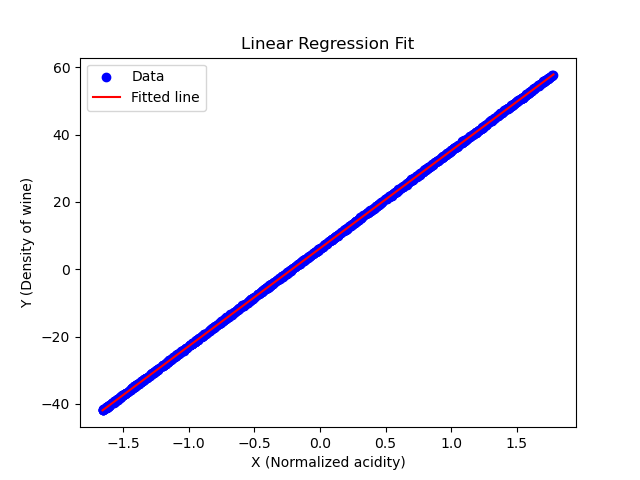 Linear Regression Fit
Data
Fitted line
60
40
20
0
−20
−40
Y (Density of wine)
−1.5 −1.0 −0.5 0.0 0.5 1.0 1.5
X (Normalized acidity)